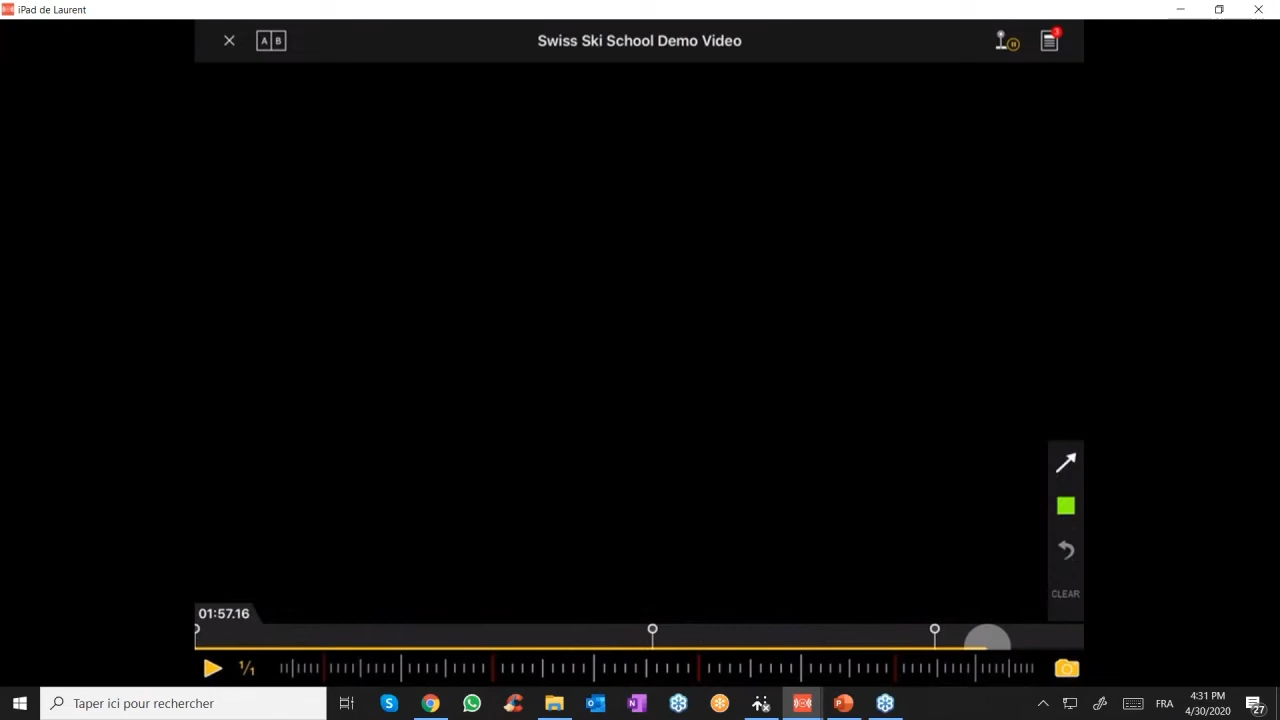 iPad de Laurent
A B
Swiss Ski School Demo Video
3
CLEAR
01:57.16
1/1
Taper ici pour rechercher
FRA
4:31 PM
4/30/2020
27